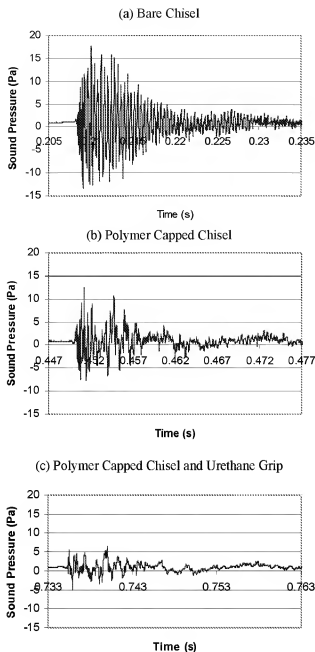 (a) Bare Chisel
Sound Pressure (Pa)
20
15
10
5
0
-5
-10
-15
0.205 0.22 0.225 0.23 0.235
Time (s)
(b) Polymer Capped Chisel
Sound Pressure (Pa)
20
15
10
5
0
-5
-10
-15
0.447 0.452 0.457 0.462 0.467 0.472 0.477
Time (s)
(c) Polymer Capped Chisel and Urethane Grip
Sound Pressure (Pa)
20
15
10
5
0
-5
-10
-15
0.733 0.743 0.753 0.763
Time (s)